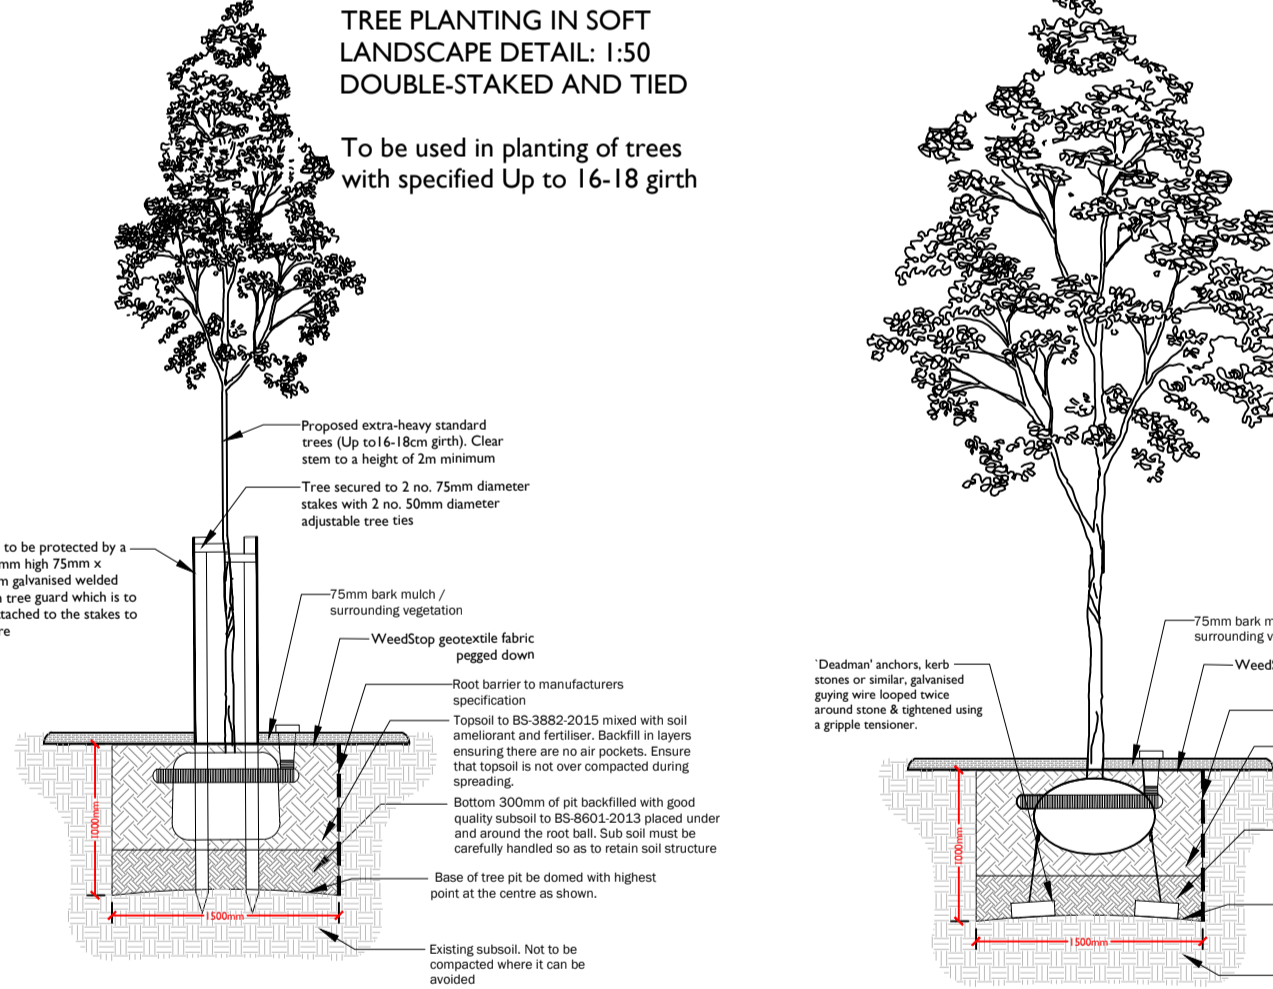 TREE PLANTING IN SOFT
LANDSCAPE DETAIL: 1:50
DOUBLE-STAKED AND TIED
To be used in planting of trees
with specified Up to 16-18 girth
Proposed extra-heavy standard
trees (Up to16-18cm girth). Clear
stem to a height of 2m minimum
Tree secured to 2 no. 75mm diameter
stakes with 2 no. 50mm diameter
adjustable tree ties
to be protected by a
mm high 75mm x
m galvanised welded
tree guard which is to
tached to the stakes to
re
75mm bark mulch /
surrounding vegetation
WeedStop geotextile fabric
pegged down
Root barrier to manufacturers
specification
Topsoil to BS-3882-2015 mixed with soil
ameliorant and fertiliser. Backfill in layers
ensuring there are no air pockets. Ensure
that topsoil is not over compacted during
spreading.
Bottom 300mm of pit backfilled with good
quality subsoil to BS-8601-2013 placed under
and around the root ball. Sub soil must be
carefully handled so as to retain soil structure
Base of tree pit be domed with highest
point at the centre as shown.
Existing subsoil. Not to be
compacted where it can be
avoided
1000mm
1500mm
75mm bark m
surrounding v
WeedS
`Deadman' anchors, kerb
stones or similar, galvanised
guying wire looped twice
around stone & tightened using
a gripple tensioner.
1000mm
1500mm